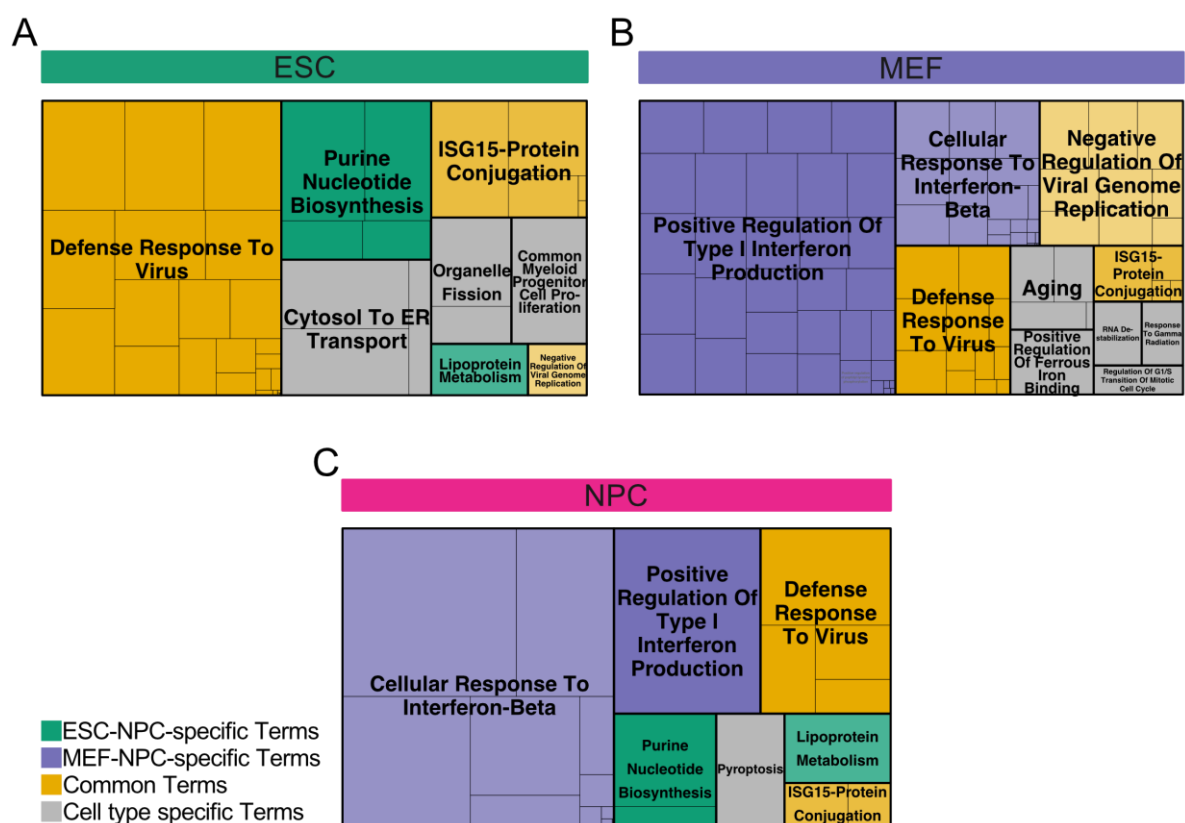 A
ESC
Defense Response To
Virus
Purine
Nucleotide
Biosynthesis
ISG15-Protein
Conjugation
Cytosol To ER
Transport
Organelle
Fission
Common
Myeloid
Progenitor
Cell Pro-
liferation
Lipoprotein
Metabolism
Negative
Regulation Of
Viral Genome
Replication
B
MEF
Positive Regulation Of
Type I Interferon
Production
Cellular
Response To
Interferon-
Beta
Negative
Regulation Of
Viral Genome
Replication
Defense
Response
To Virus
Aging
Positive
Regulation
Of Ferrous
Iron
Binding
ISG15-
Protein
Conjugation
RNA De-
stabilization
Response
To Gamma
Radiation
Regulation Of G1/S
Transition Of Mitotic
Cell Cycle
C
NPC
Cellular Response To
Interferon-Beta
Positive
Regulation Of
Type I
Interferon
Production
Defense
Response
To Virus
Purine
Nucleotide
Biosynthesis
Pyroptosis
Lipoprotein
Metabolism
ISG15-Protein
Conjugation
ESC-NPC-specific Terms
MEF-NPC-specific Terms
Common Terms
Cell type specific Terms